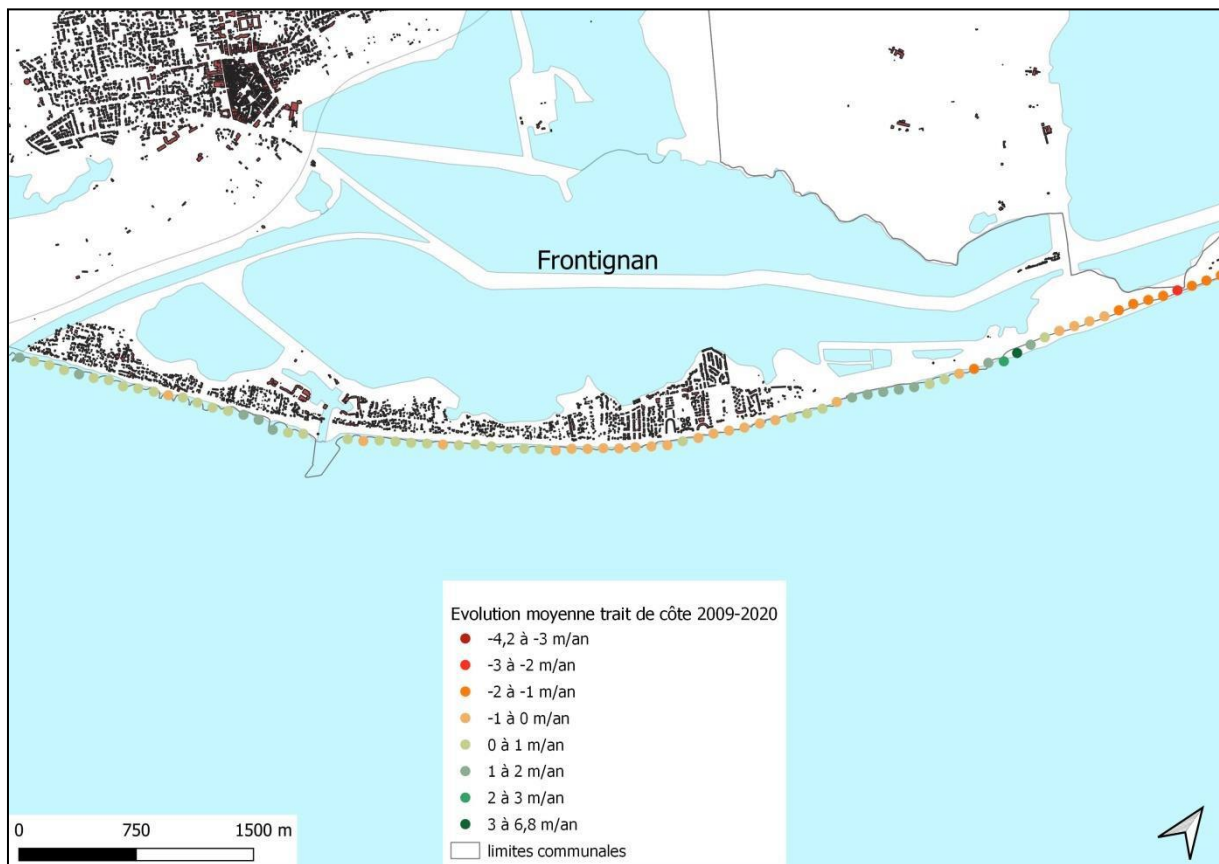 Frontignan
Evolution moyenne trait de côte 2009-2020
-4,2 à -3 m/an
-3 à -2 m/an
-2 à -1 m/an
-1 à 0 m/an
0 à 1 m/an
1 à 2 m/an
2 à 3 m/an
3 à 6,8 m/an
limites communales
0 750 1500 m